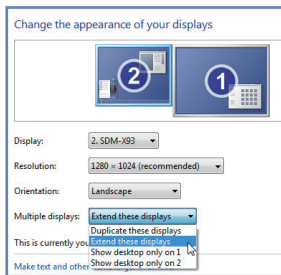 Change the appearance of your displays
2
1
Display:
2. SDM-X93
Resolution:
1280 × 1024 (recommended)
Orientation:
Landscape
Multiple displays:
Extend these displays
Duplicate these displays
This is currently you
Extend these displays
Show desktop only on 1
Show desktop only on 2
Make text and other